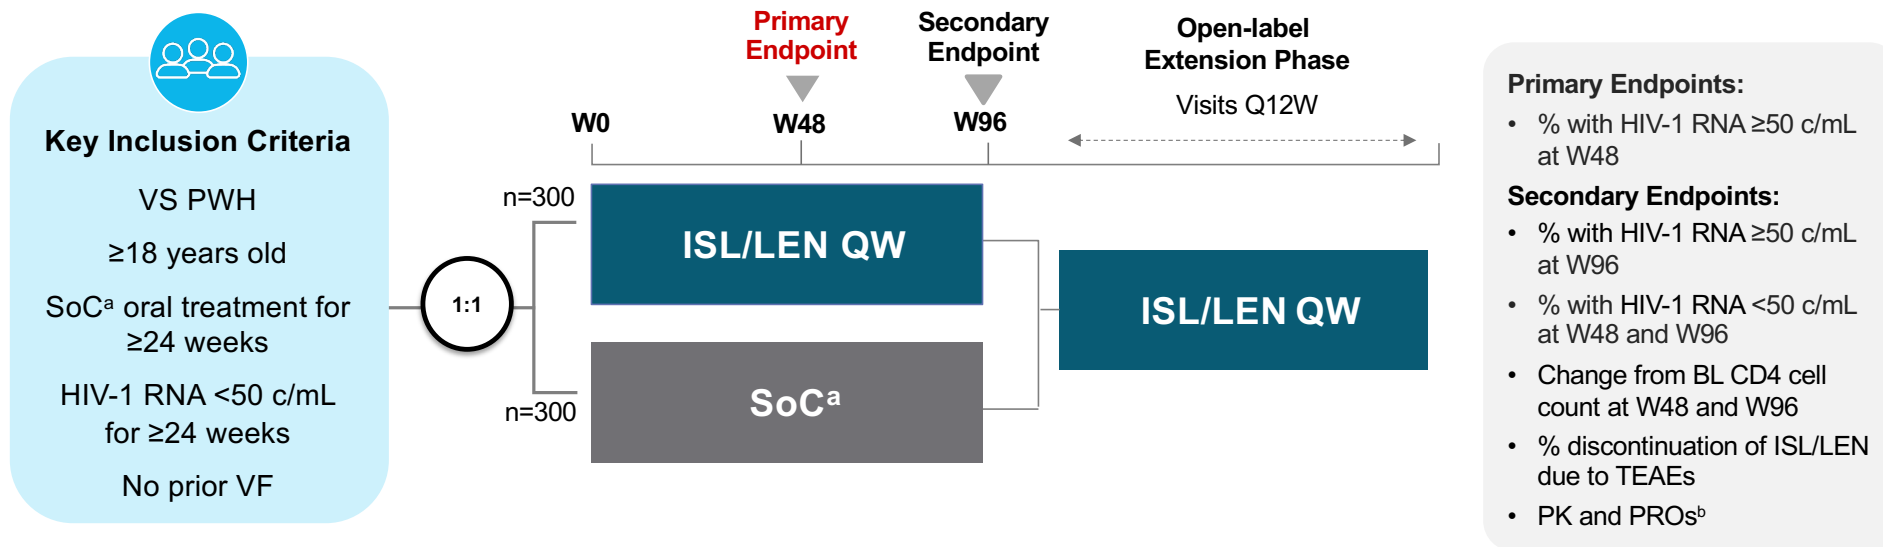 Key Inclusion Criteria
VS PWH
≥18 years old
SoCᵃ oral treatment for
≥24 weeks
HIV-1 RNA <50 c/mL
for ≥24 weeks
No prior VF
1:1
n=300
n=300
Primary
Endpoint
Secondary
Endpoint
Open-label
Extension Phase
Visits Q12W
W0
W48
W96
ISL/LEN QW
SoCᵃ
ISL/LEN QW
Primary Endpoints:
• % with HIV-1 RNA ≥50 c/mL
at W48
Secondary Endpoints:
• % with HIV-1 RNA ≥50 c/mL
at W96
• % with HIV-1 RNA <50 c/mL
at W48 and W96
• Change from BL CD4 cell
count at W48 and W96
• % discontinuation of ISL/LEN
due to TEAEs
• PK and PROsᵇ